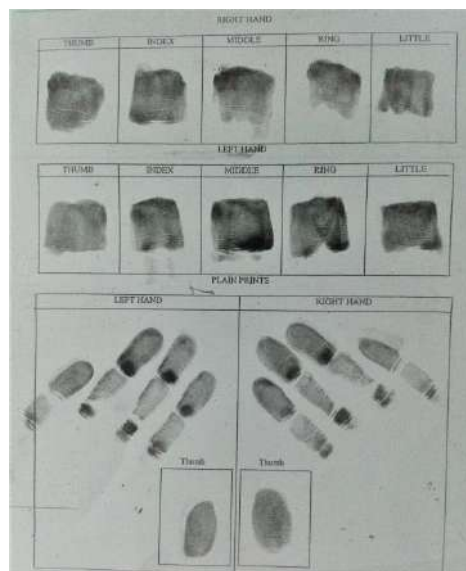 RIGHT HAND
THUMB INDEX MIDDLE RING LITTLE
LEFT HAND
THUMB INDEX MIDDLE RING LITTLE
PLAIN PRINTS
LEFT HAND RIGHT HAND
Thumb Thumb